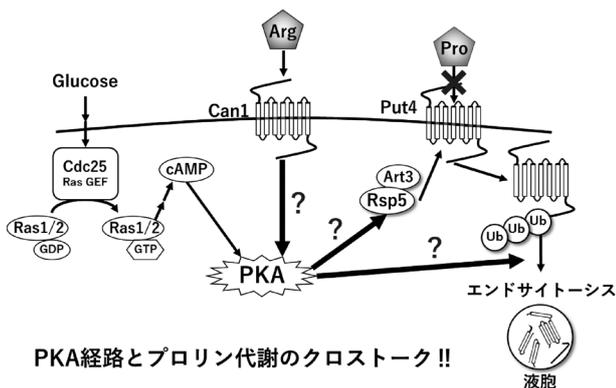 Arg
Pro
Glucose
Can1
Put4
Cdc25
Ras GEF
cAMP
Art3
Rsp5
?
?
?
Ras1/2
GDP
Ras1/2
GTP
PKA
Ub
Ub
Ub
エンドサイトーシス
PKA経路とプロリン代謝のクロストーク !!
液胞